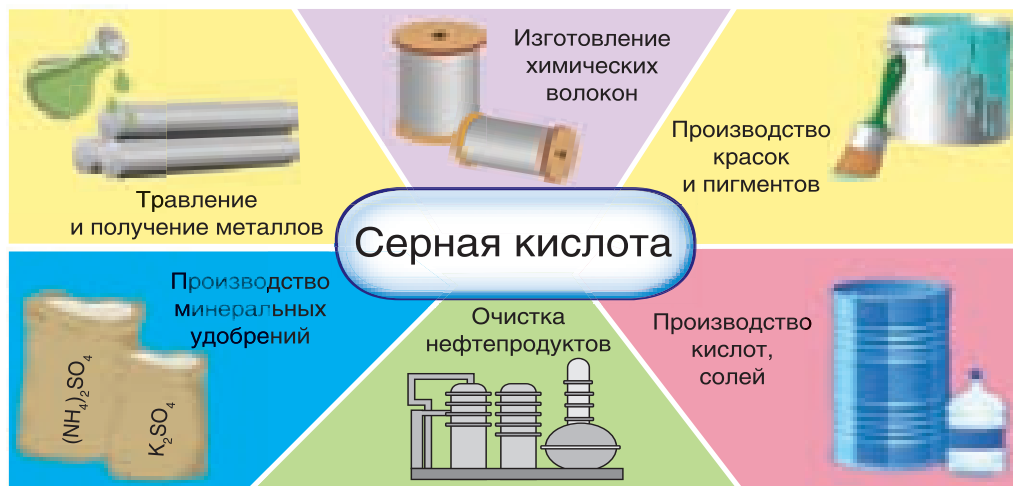 Травление
и получение металлов
Изготовление
химических
волокон
Производство
красок
и пигментов
Серная кислота
Производство
минеральных
удобрений
(NH₄)₂SO₄
K₂SO₄
Очистка
нефтепродуктов
Производство
кислот,
солей